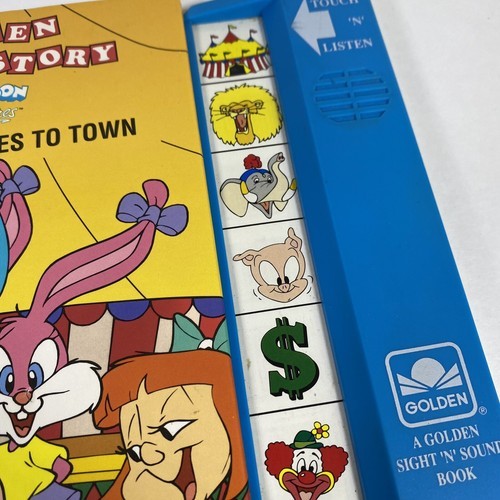 EN
STORY
ES TO TOWN
TOUCH
'N'
LISTEN
$
GOLDEN
®
A GOLDEN
SIGHT 'N' SOUND
BOOK